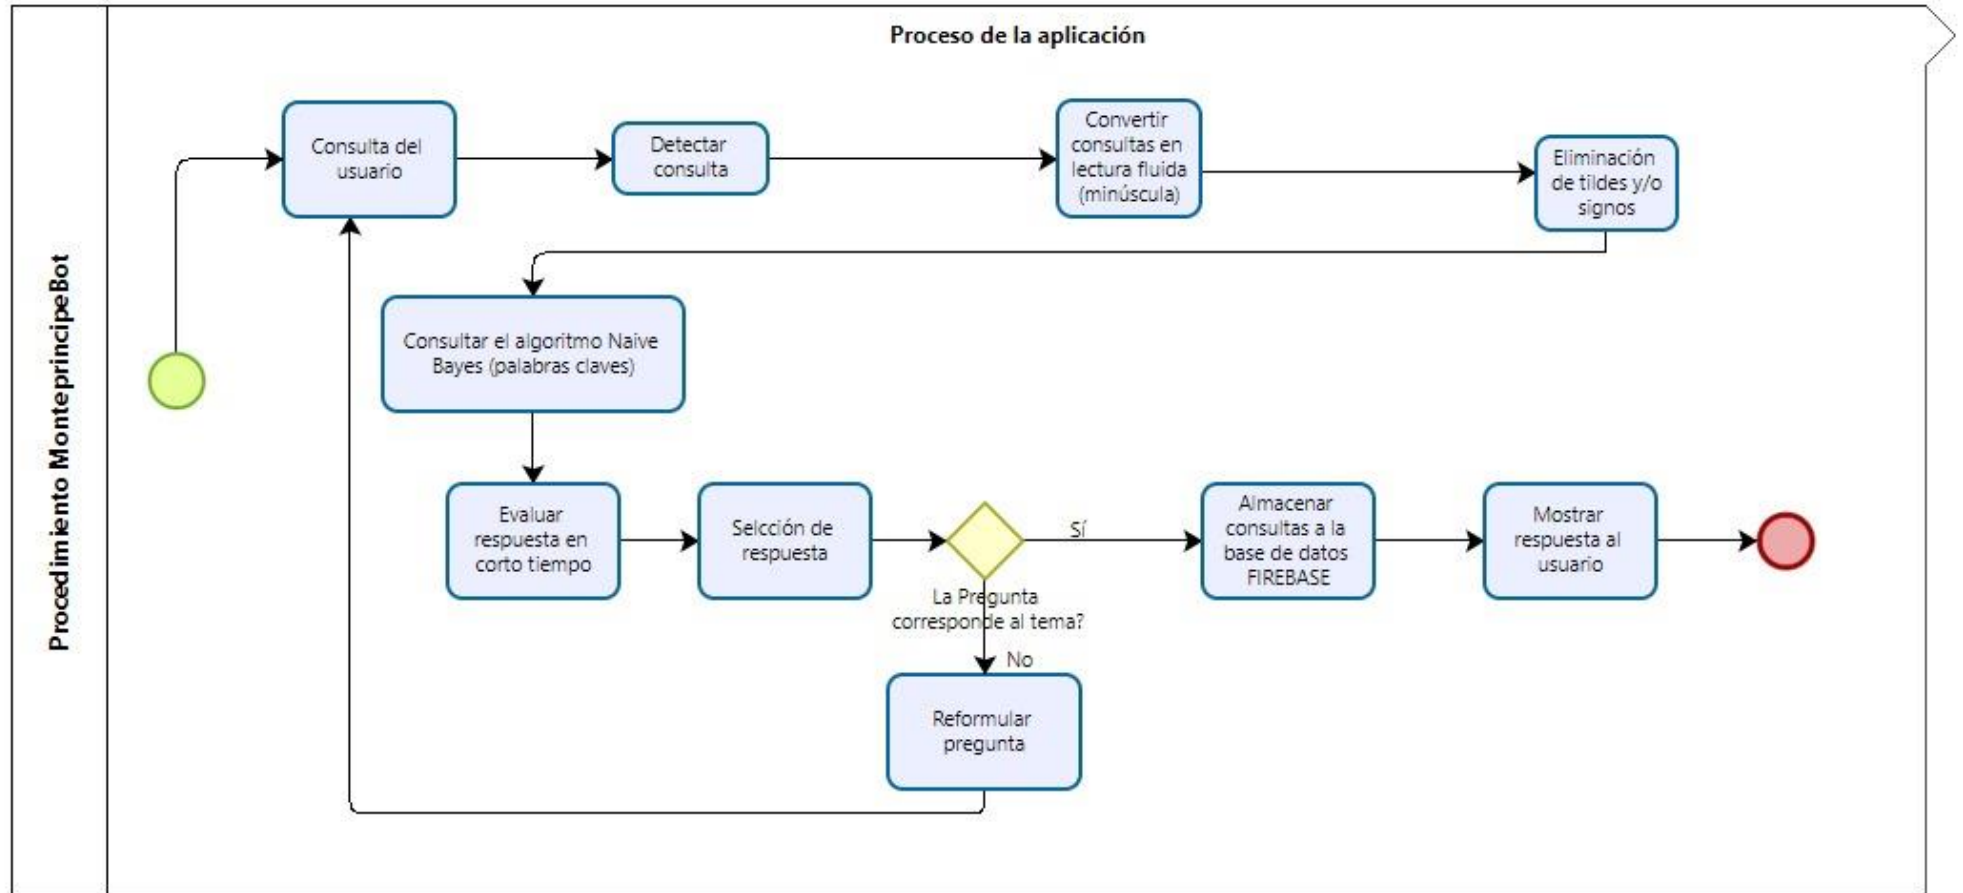 Proceso de la aplicación
Procedimiento MonteprincipeBot
Consulta del
usuario
Detectar
consulta
Convertir
consultas en
lectura fluida
(minúscula)
Eliminación
de tildes y/o
signos
Consultar el algoritmo Naive
Bayes (palabras claves)
Evaluar
respuesta en
corto tiempo
Selcción de
respuesta
La Pregunta
corresponde al tema?
Sí
No
Almacenar
consultas a la
base de datos
FIREBASE
Mostrar
respuesta al
usuario
Reformular
pregunta